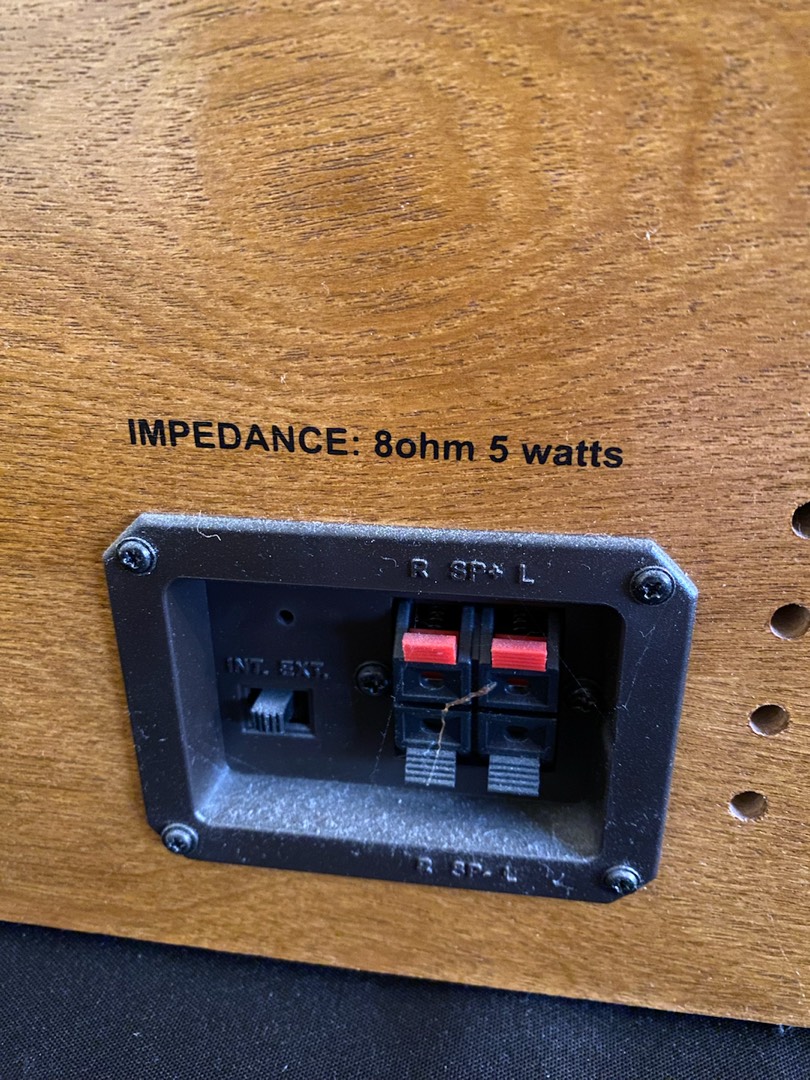 IMPEDANCE: 8ohm 5 watts
R SP+ L
INT. EXT.
R SP- L